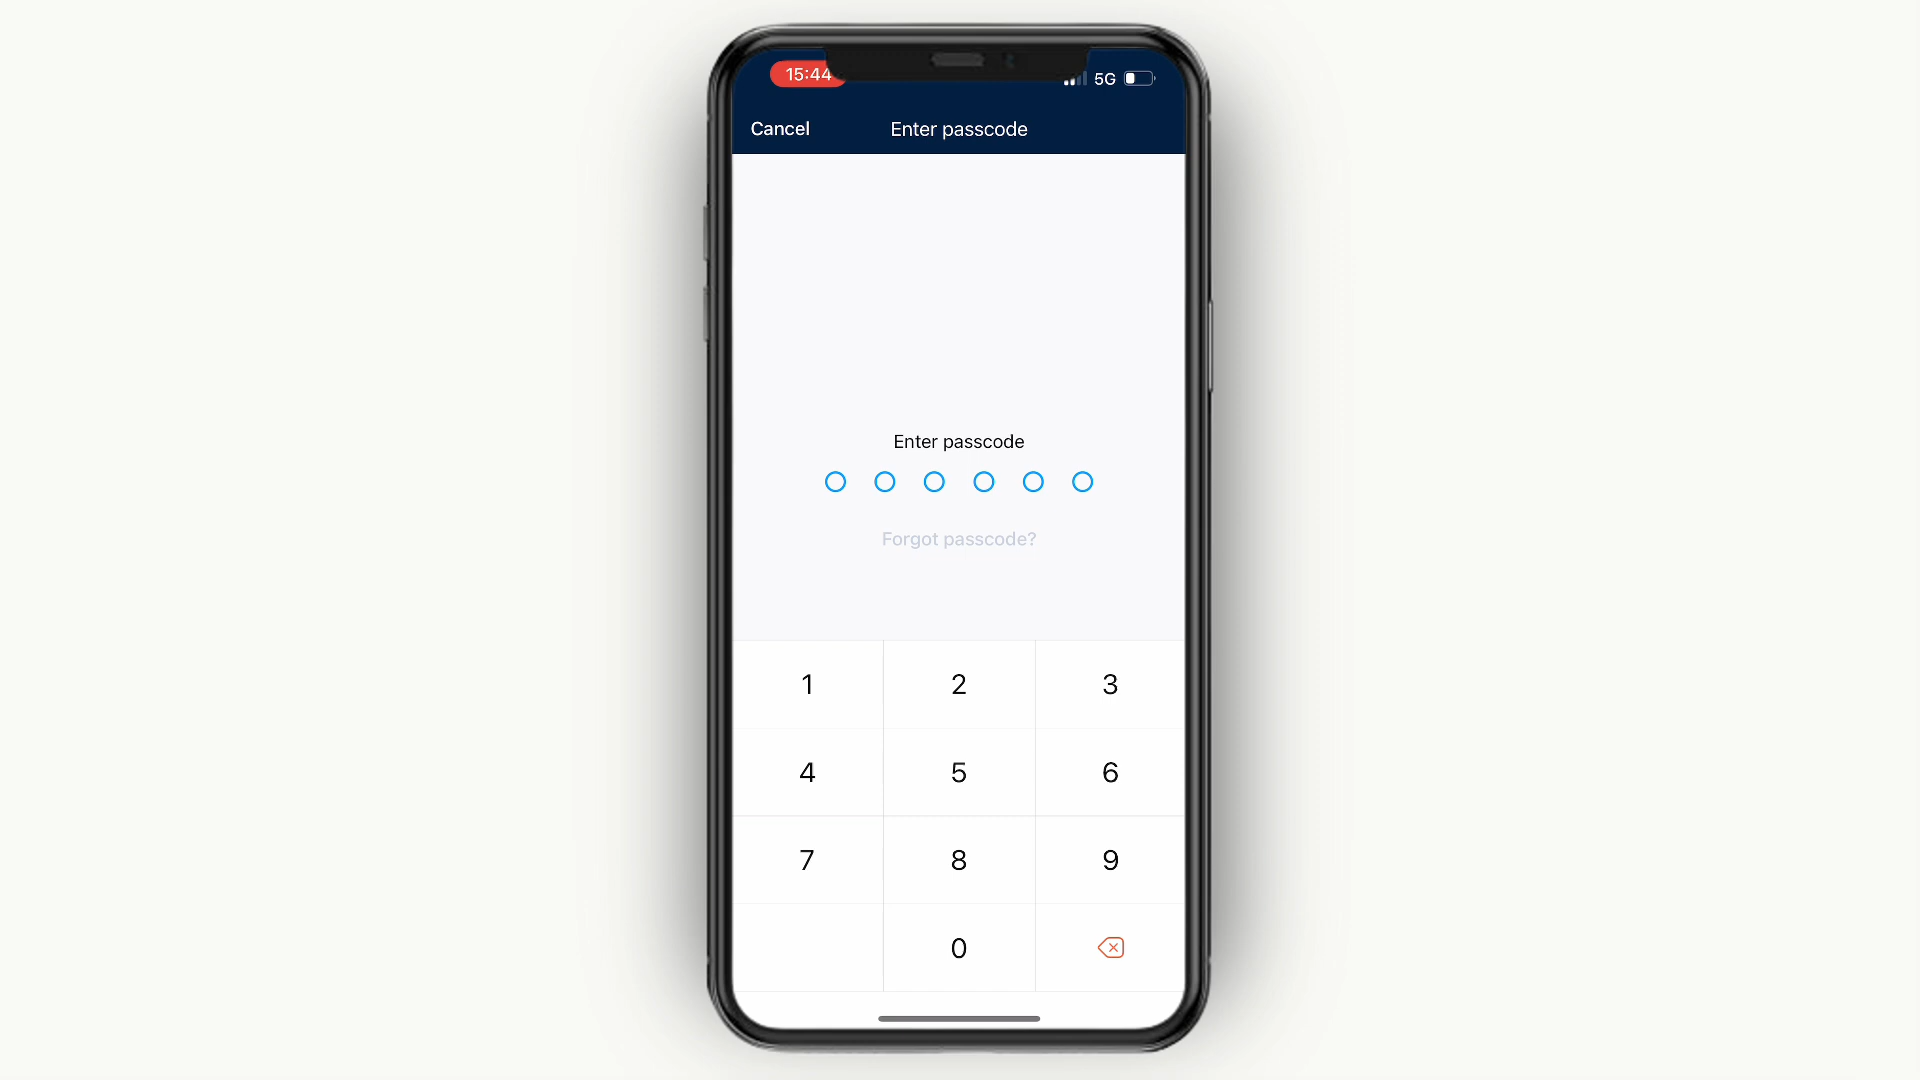 15:44
5G
Cancel
Enter passcode
Enter passcode
Forgot passcode?
1 2 3
4 5 6
7 8 9
0